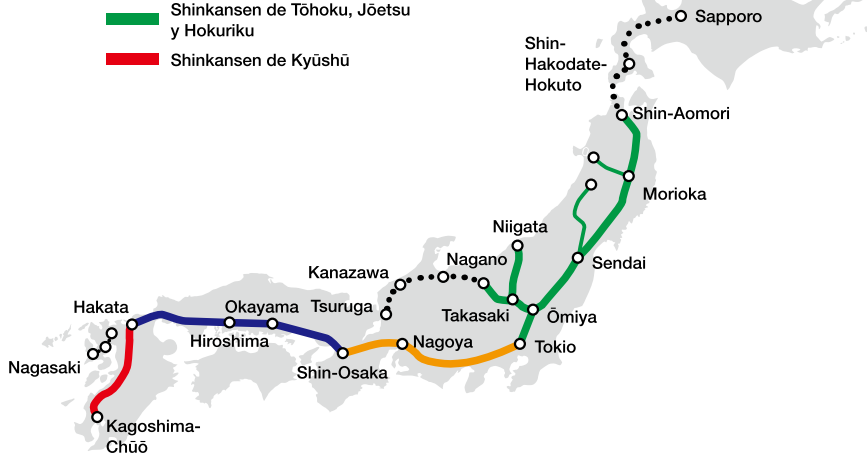 Shinkansen de Tōhoku, Jōetsu
y Hokuriku
Shinkansen de Kyūshū
Sapporo
Shin-
Hakodate-
Hokuto
Shin-Aomori
Morioka
Niigata
Nagano
Sendai
Kanazawa
Tsuruga
Takasaki
Ōmiya
Hakata
Okayama
Hiroshima
Nagoya
Tokio
Nagasaki
Shin-Osaka
Kagoshima-
Chūō